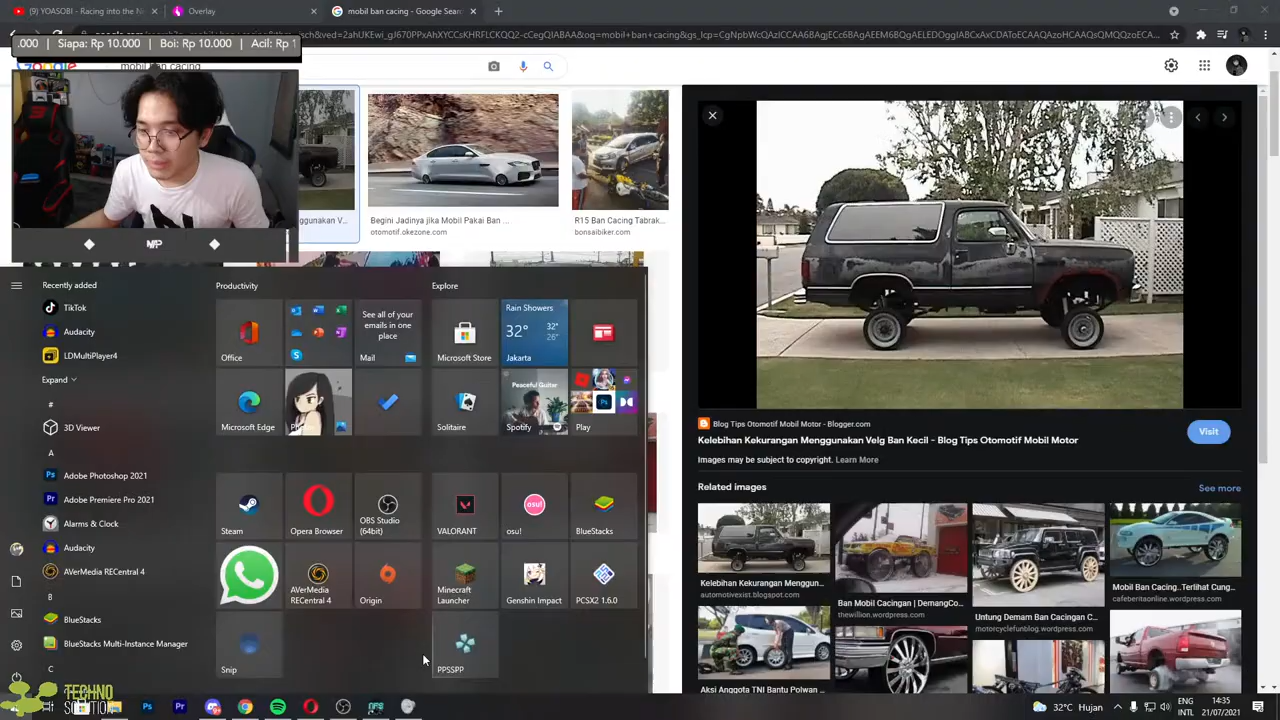 (20) YOASOBI - Racing into the N
Overlay
mobil ban cacing - Google Sear
.000 | Siapa: Rp 10.000 | Boi: Rp 10.000 | Acil: Rp 1
mobil ban cacing
nggunakan V...
Begini Jadinya jika Mobil Pakai Ban ...
otomotif.okezone.com
R15 Ban Cacing Tabrak...
bonsaibiker.com
Recently added
TikTok
Audacity
LDMultiPlayer4
Expand
#
3D Viewer
A
Adobe Photoshop 2021
Adobe Premiere Pro 2021
Alarms & Clock
Audacity
AVerMedia RECentral 4
B
BlueStacks
BlueStacks Multi-Instance Manager
C
Productivity
Office
See all of your
emails in one
place
Mail
Microsoft Edge
Steam
Opera Browser
OBS Studio
(64bit)
AVerMedia
RECentral 4
Origin
Snip
Explore
Microsoft Store
Rain Showers
32° 32°
26°
Jakarta
Solitaire
Peaceful Guitar
Spotify
Play
VALORANT
osu!
BlueStacks
Minecraft
Launcher
Genshin Impact
PCSX2 1.6.0
PPSSPP
Blog Tips Otomotif Mobil Motor - Blogger.com
Kelebihan Kekurangan Menggunakan Velg Ban Kecil - Blog Tips Otomotif Mobil Motor
Visit
Images may be subject to copyright. Learn More
Related images
See more
Kelebihan Kekurangan Menggun...
automotivexist.blogspot.com
Ban Mobil Cacingan | DemangCo...
thewillion.wordpress.com
Untung Demam Ban Cacingan C...
motorcyclefunblog.wordpress.com
Mobil Ban Cacing..Terlihat Cung...
cafeberitaonline.wordpress.com
Aksi Anggota TNI Bantu Polwan
TECHNO
SOLUTION
32°C Hujan
ENG
INTL
14:35
21/07/2021